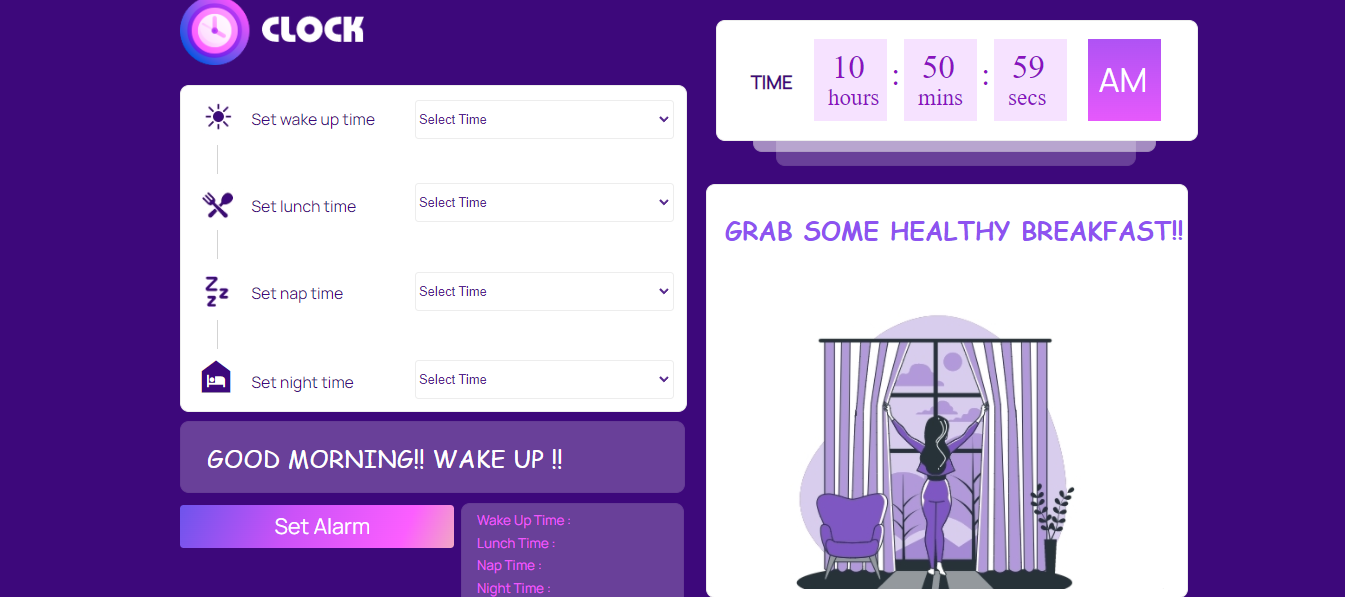 CLOCK
Set wake up time Select Time
Set lunch time Select Time
Set nap time Select Time
Set night time Select Time
GOOD MORNING!! WAKE UP !!
Set Alarm
Wake Up Time :
Lunch Time :
Nap Time :
Night Time :
TIME 10 : 50 : 59 AM
hours mins secs
GRAB SOME HEALTHY BREAKFAST!!